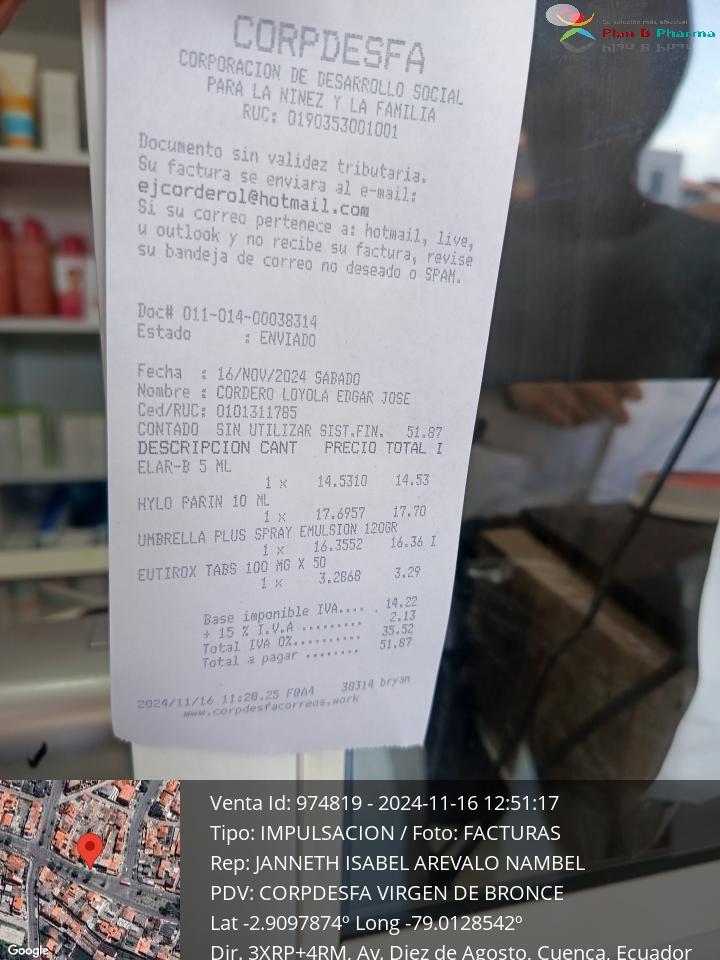 Su solución más efectiva!
Plan B Pharma
CORPDESFA
CORPORACION DE DESARROLLO SOCIAL
PARA LA NINEZ Y LA FAMILIA
RUC: 0190353001001
Documento sin validez tributaria.
Su factura se enviara al e-mail:
ejcordero1@hotmail.com
Si su correo pertenece a: hotmail, live,
u outlook y no recibe su factura, revise
su bandeja de correo no deseado o SPAM.
Doc# 011-014-00038314
Estado : ENVIADO
Fecha : 16/NOV/2024 SABADO
Nombre : CORDERO LOYOLA EDGAR JOSE
Ced/RUC: 0101311785
CONTADO SIN UTILIZAR SIST.FIN. 51.87
DESCRIPCION CANT PRECIO TOTAL I
ELAR-B 5 ML
1 x 14.5310 14.53
HYLO PARIN 10 ML
1 x 17.6957 17.70
UMBRELLA PLUS SPRAY EMULSION 120GR
1 x 16.3552 16.36 I
EUTIROX TABS 100 MG X 50
1 x 3.2868 3.29
Base imponible IVA.... . 14.22
+ 15 % I.V.A ......... 2.13
Total IVA 0%.......... 35.52
Total a pagar ........ 51.87
2024/11/16 11:28.25 F@A4 38314 bryan
www.corpdesfacorreos.work
Venta Id: 974819 - 2024-11-16 12:51:17
Tipo: IMPULSACION / Foto: FACTURAS
Rep: JANNETH ISABEL AREVALO NAMBEL
PDV: CORPDESFA VIRGEN DE BRONCE
Lat -2.9097874º Long -79.0128542º
Dir. 3XRP+4RM, Av. Diez de Agosto, Cuenca, Ecuador
Google